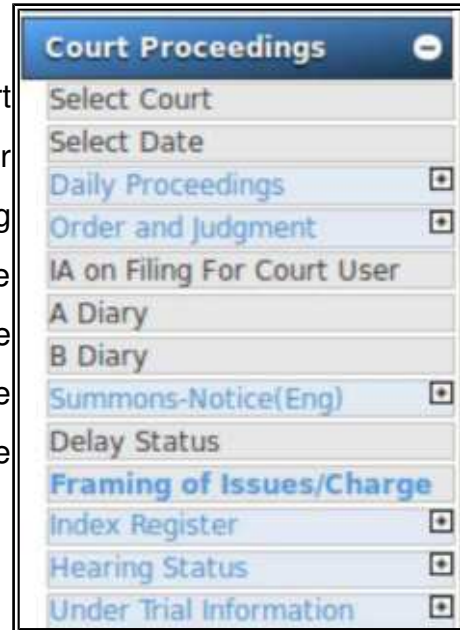 Court Proceedings
Select Court
Select Date
Daily Proceedings
Order and Judgment
IA on Filing For Court User
A Diary
B Diary
Summons-Notice(Eng)
Delay Status
Framing of Issues/Charge
Index Register
Hearing Status
Under Trial Information